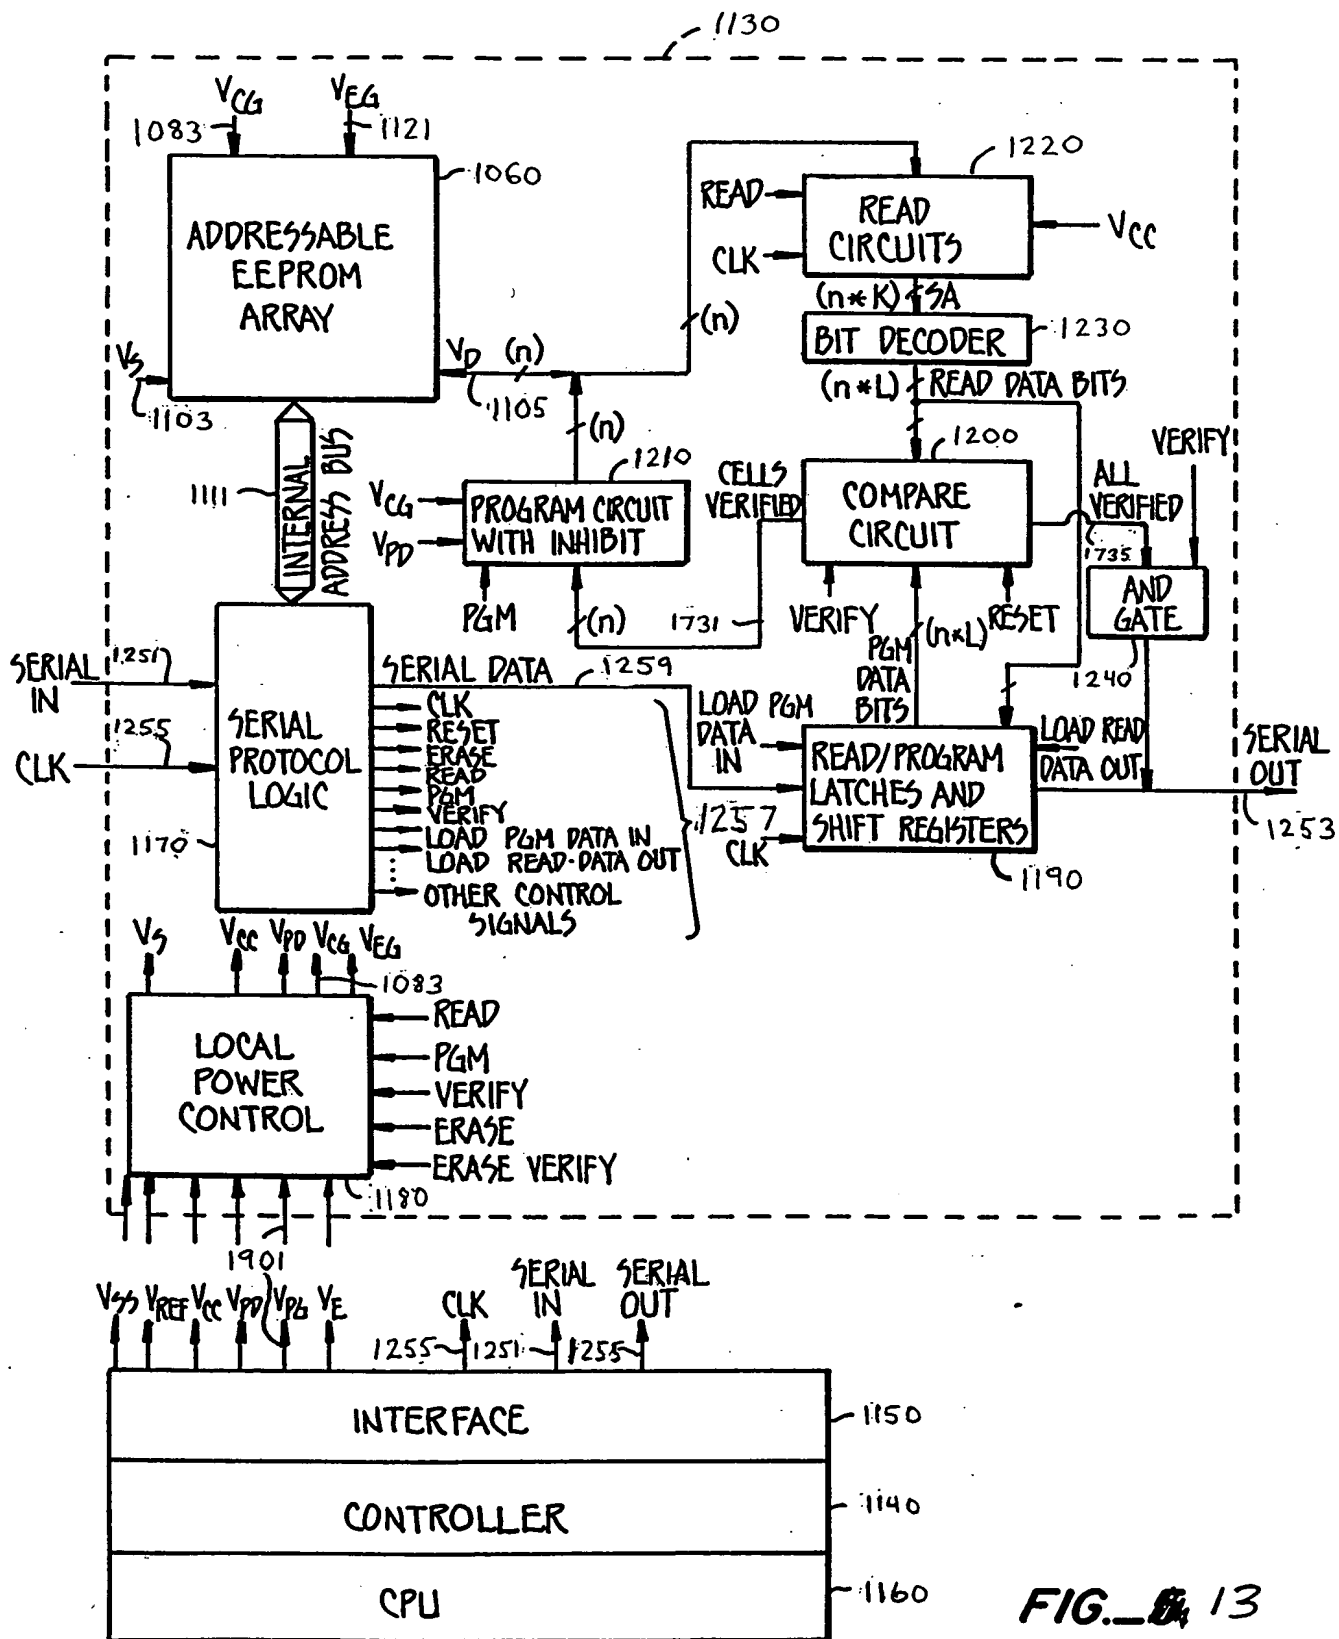 1130
VCG
VEG
1083
1121
1060
ADDRESSABLE
EEPROM
ARRAY
VS
1103
VD
(n)
1105
(n)
1220
READ
CLK
READ
CIRCUITS
VCC
(n*K)
SA
BIT DECODER
1230
(n*L)
READ DATA BITS
1111
INTERNAL
ADDRESS BUS
(n)
1210
VCG
VPD
PROGRAM CIRCUIT
WITH INHIBIT
PGM
(n)
CELLS
VERIFIED
1731
1200
COMPARE
CIRCUIT
VERIFY
RESET
ALL
VERIFIED
1735
VERIFY
AND
GATE
1240
PGM
DATA
BITS
(n*L)
SERIAL
IN
1251
CLK
1255
SERIAL
PROTOCOL
LOGIC
1170
SERIAL DATA
1259
CLK
RESET
ERASE
READ
PGM
VERIFY
LOAD PGM DATA IN
LOAD READ-DATA OUT
OTHER CONTROL
SIGNALS
1257
LOAD PGM
DATA
IN
CLK
READ/PROGRAM
LATCHES AND
SHIFT REGISTERS
1190
LOAD READ
DATA OUT
SERIAL
OUT
1253
VS
VCC
VPD
VCG
VEG
1083
LOCAL
POWER
CONTROL
READ
PGM
VERIFY
ERASE
ERASE VERIFY
1180
1901
VSS
VREF
VCC
VPD
VPG
VE
CLK
SERIAL
IN
SERIAL
OUT
1255
1251
1255
INTERFACE
1150
CONTROLLER
1140
CPU
1160
FIG._ 13